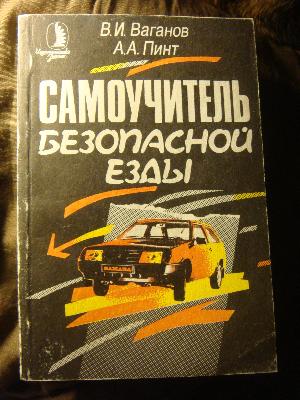 В.И. Ваганов
А.А. Пинт
САМОУЧИТЕЛЬ
БЕЗОПАСНОЙ
ЕЗДЫ